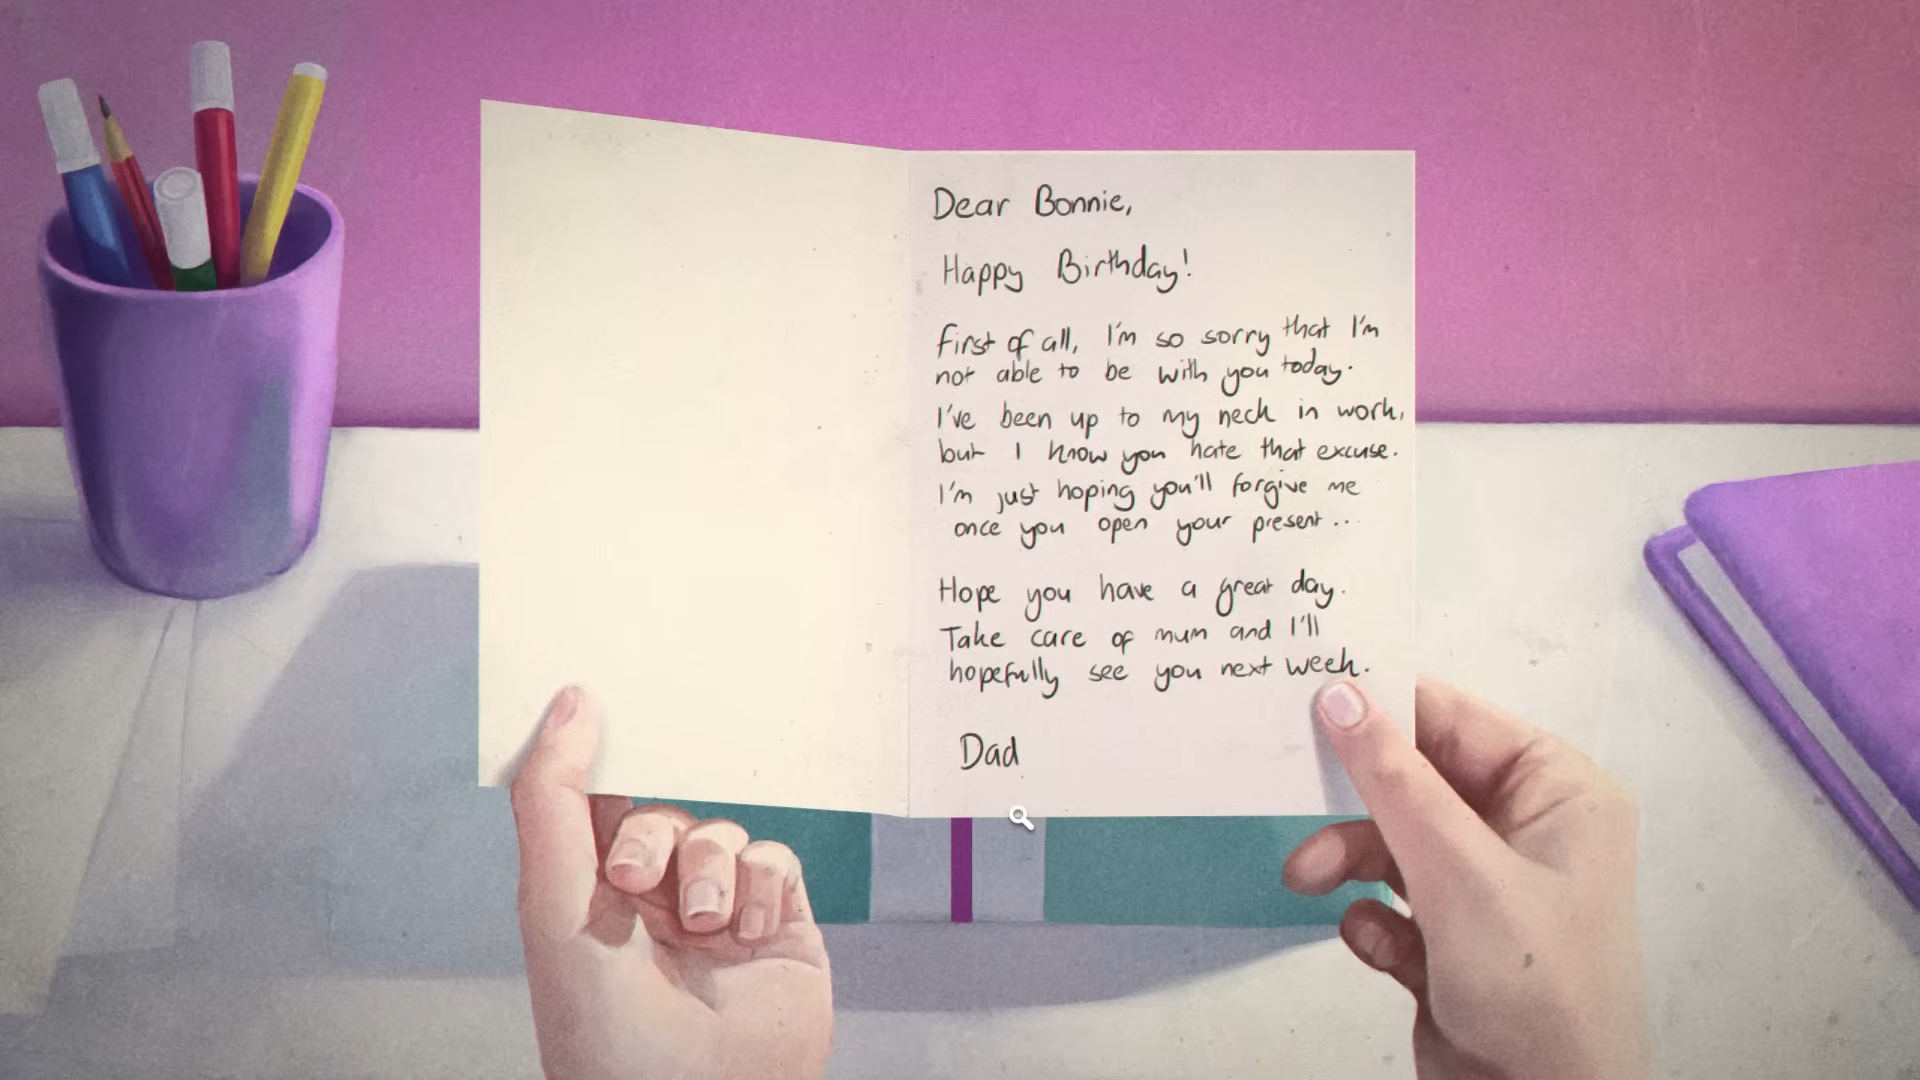 Dear Bonnie,
Happy Birthday!
First of all, I'm so sorry that I'm
not able to be with you today.
I've been up to my neck in work,
but I know you hate that excuse.
I'm just hoping you'll forgive me
once you open your present...
Hope you have a great day.
Take care of mum and I'll
hopefully see you next week.
Dad